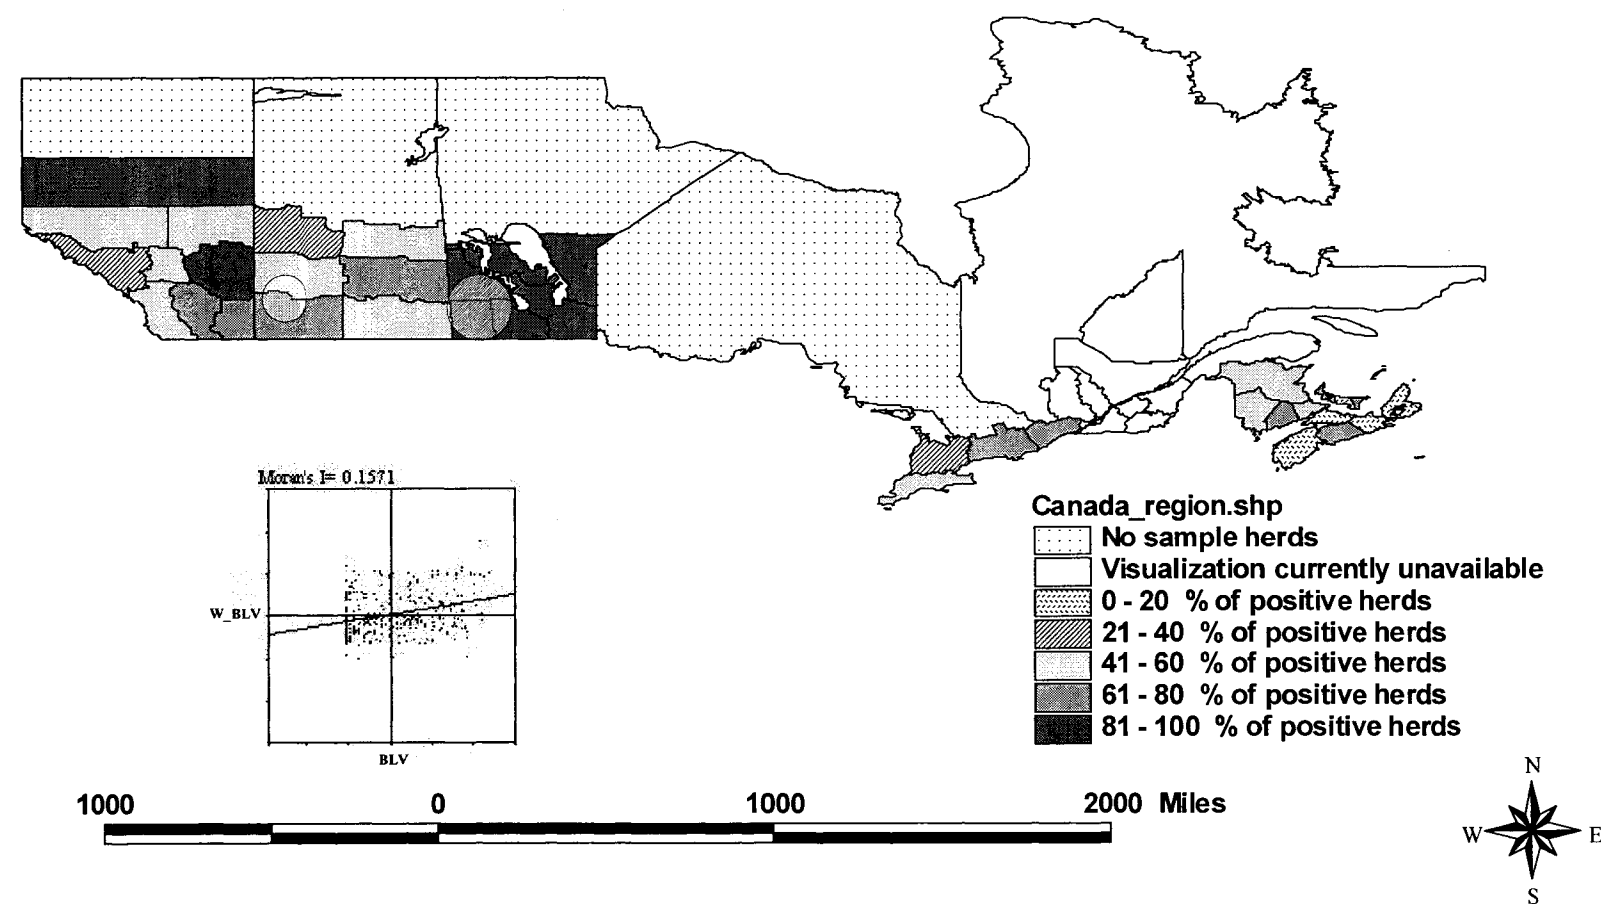 Moran's I= 0.1571
W_BLV
BLV
Canada_region.shp
No sample herds
Visualization currently unavailable
0 - 20 % of positive herds
21 - 40 % of positive herds
41 - 60 % of positive herds
61 - 80 % of positive herds
81 - 100 % of positive herds
1000 0 1000 2000 Miles
N
W E
S